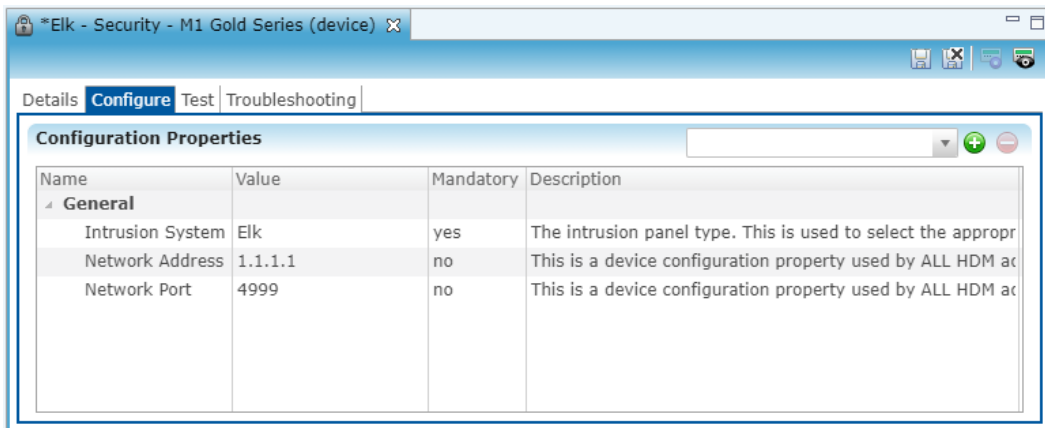 *Elk - Security - M1 Gold Series (device)
Details Configure Test Troubleshooting
Configuration Properties
Name Value Mandatory Description
General
Intrusion System Elk yes The intrusion panel type. This is used to select the appropr
Network Address 1.1.1.1 no This is a device configuration property used by ALL HDM
Network Port 4999 no This is a device configuration property used by ALL HDM